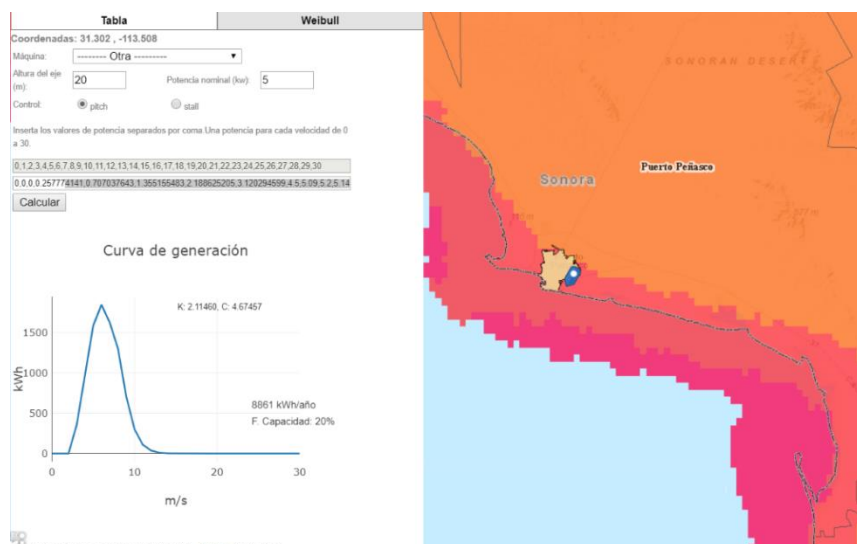 Tabla
Weibull
Coordenadas: 31.302 , -113.508
Máquina: -------- Otra ---------
Altura del eje (m): 20 Potencia nominal (kw): 5
Control: pitch stall
Inserta los valores de potencia separados por coma.Una potencia para cada velocidad de 0
a 30.
0,1,2,3,4,5,6,7,8,9,10,11,12,13,14,15,16,17,18,19,20,21,22,23,24,25,26,27,28,29,30
0,0,0,0.257774141,0.707037643,1.355155483,2.188625205,3.120294599,4.5,5.09,5.2,5.14
Calcular
Curva de generación
K: 2.11460, C: 4.67457
1500
1000
500
0
kWh
8861 kWh/año
F. Capacidad: 20%
0 10 20 30
m/s
SONORAN DESERT
Puerto Peñasco
Sonora